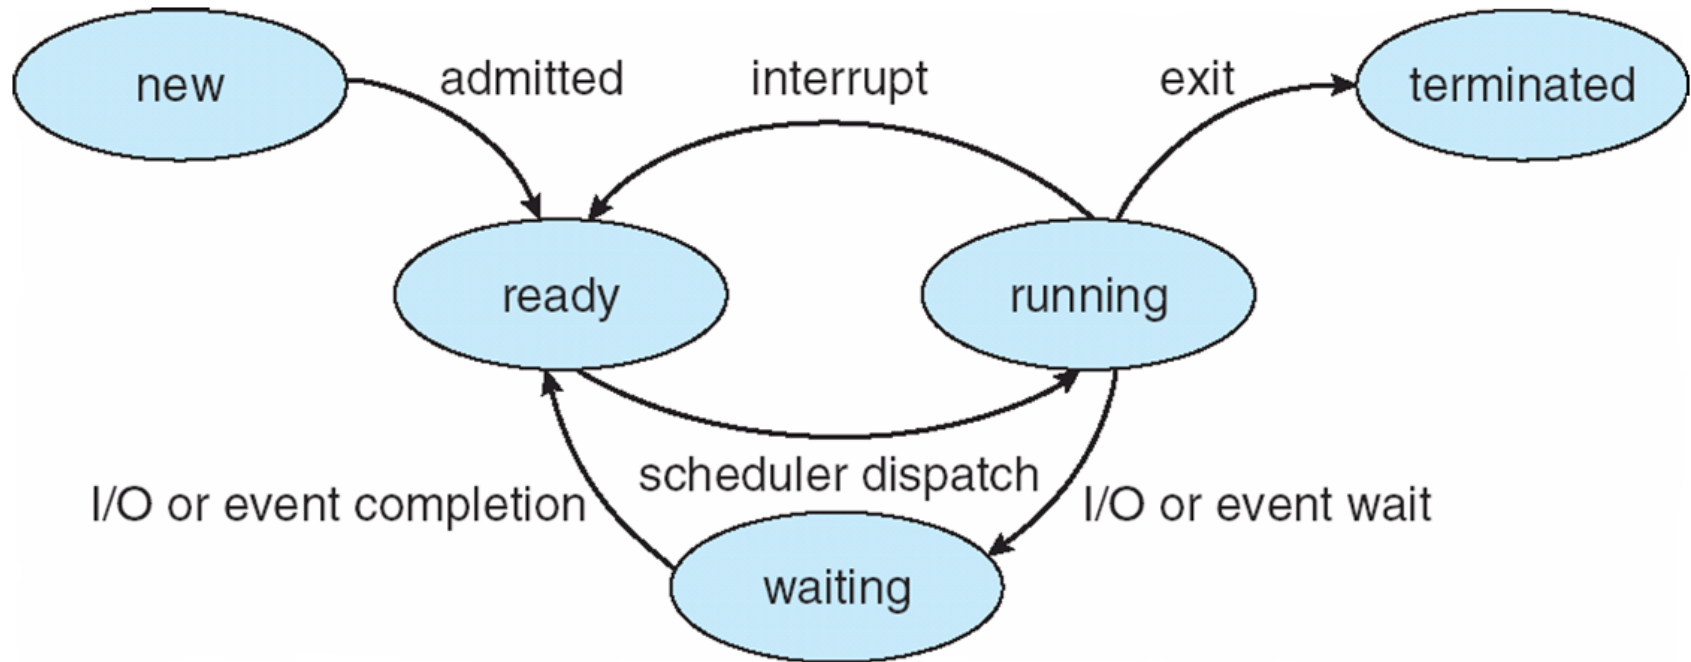 new
admitted
interrupt
exit
terminated
ready
running
scheduler dispatch
I/O or event completion
I/O or event wait
waiting